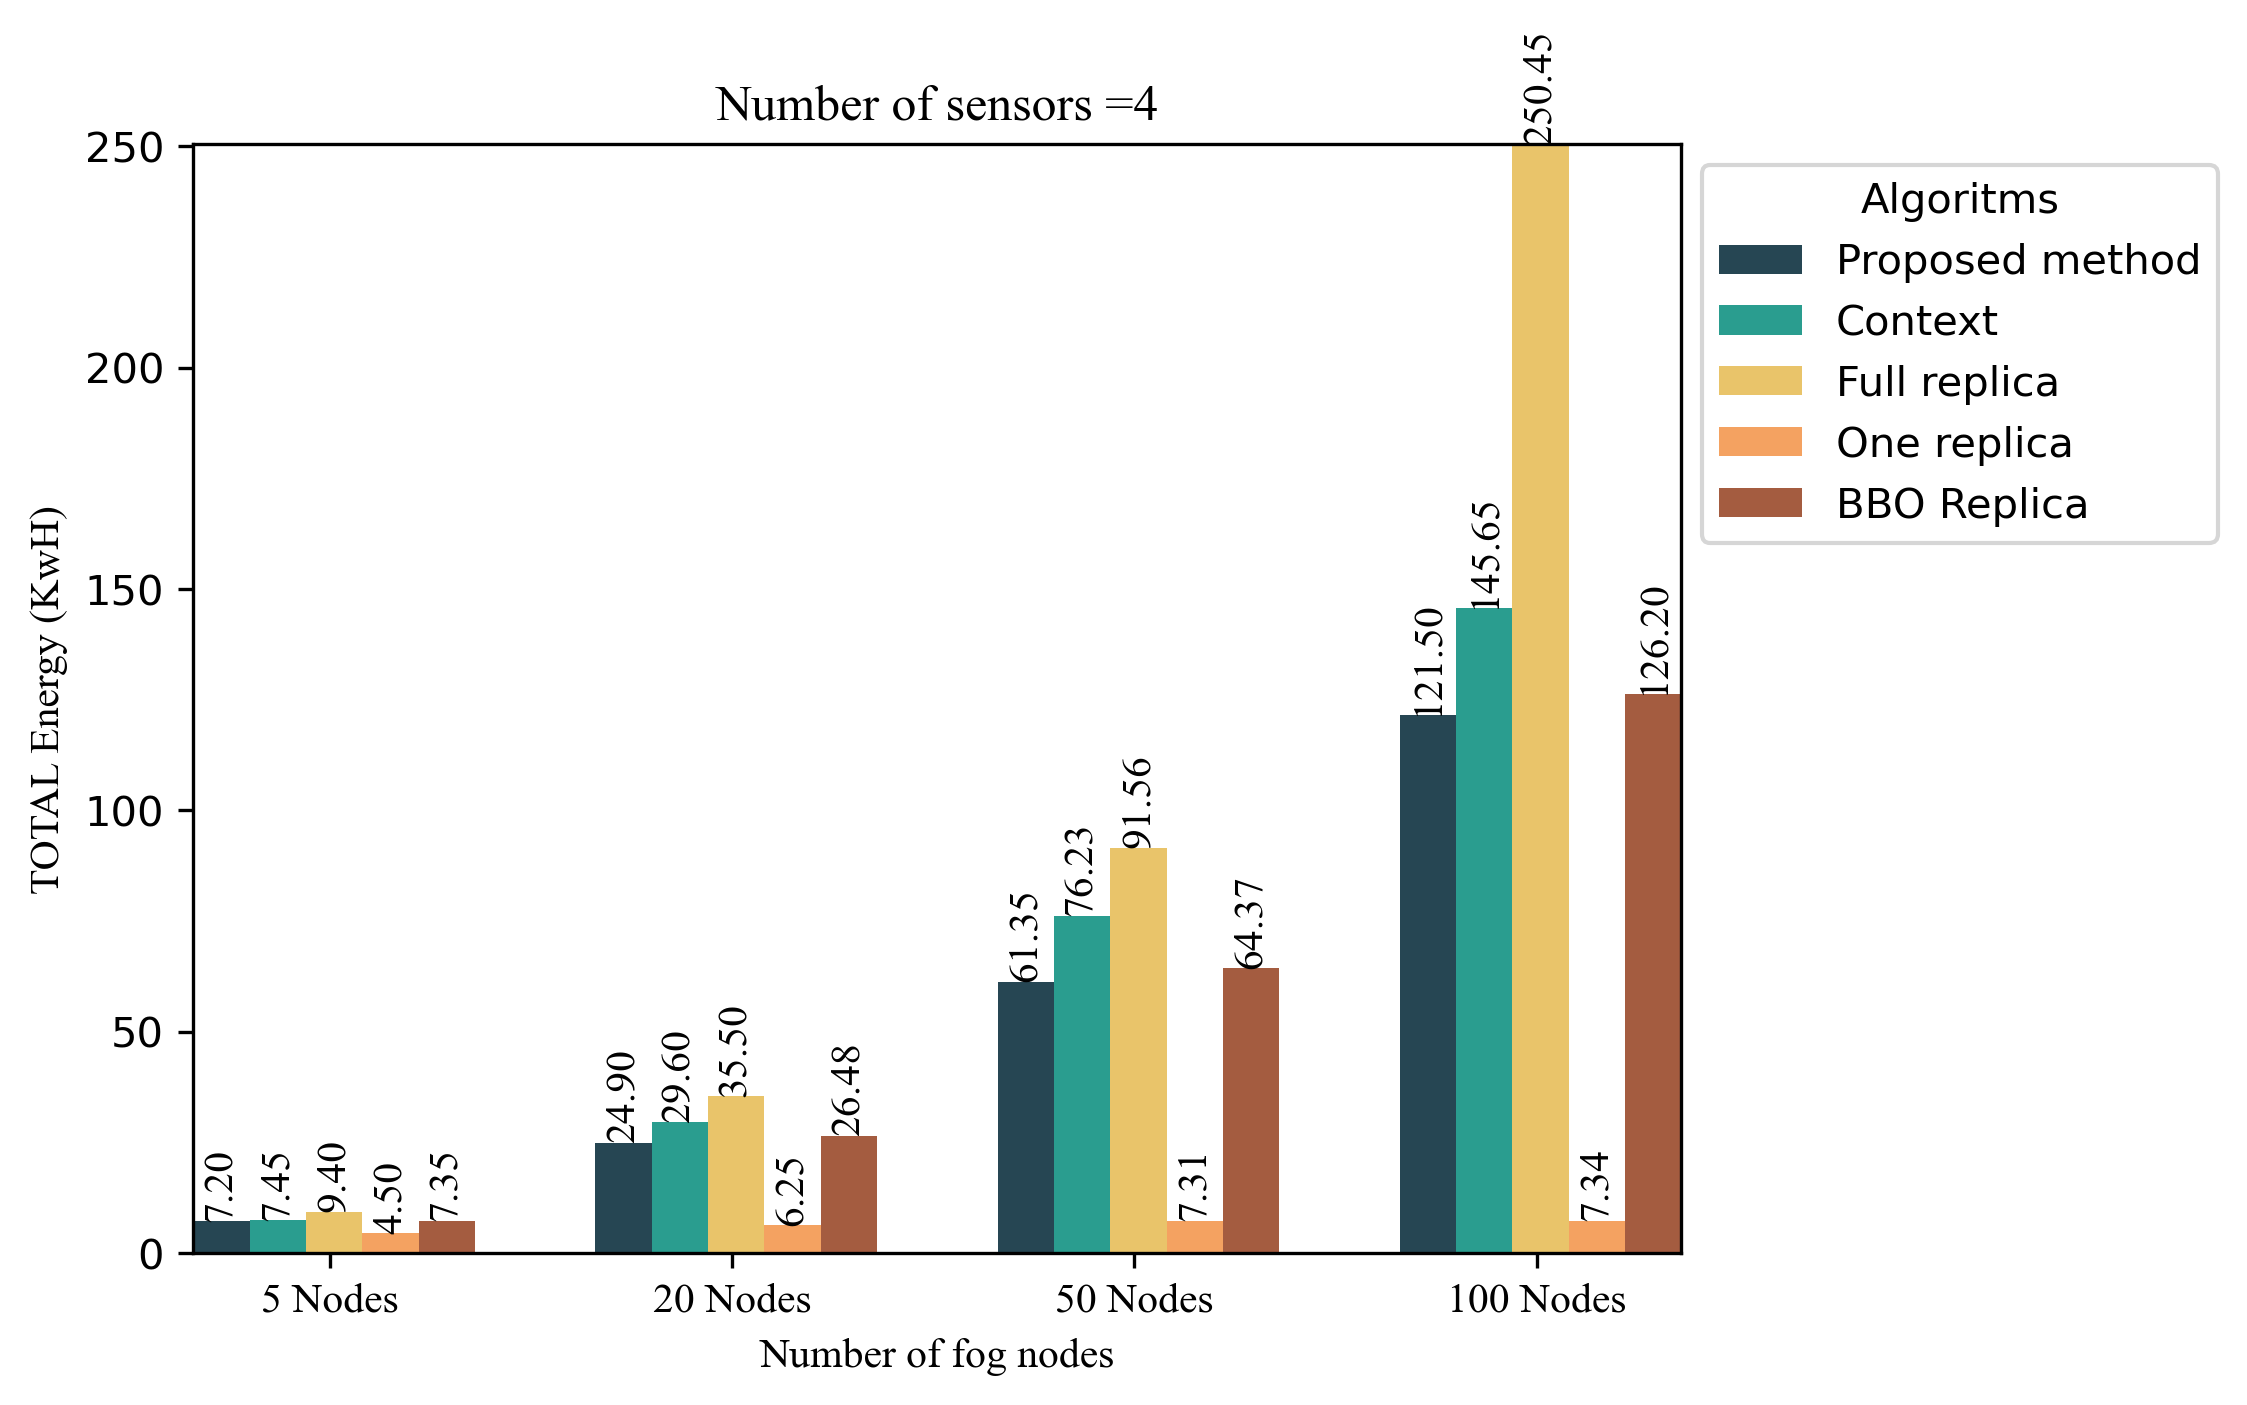 Number of sensors =4
TOTAL Energy (KwH)
250
200
150
100
50
0
7.20
7.45
9.40
4.50
7.35
24.90
29.60
35.50
6.25
26.48
61.35
76.23
91.56
7.31
64.37
121.50
145.65
250.45
7.34
126.20
5 Nodes
20 Nodes
50 Nodes
100 Nodes
Number of fog nodes
Algoritms
Proposed method
Context
Full replica
One replica
BBO Replica